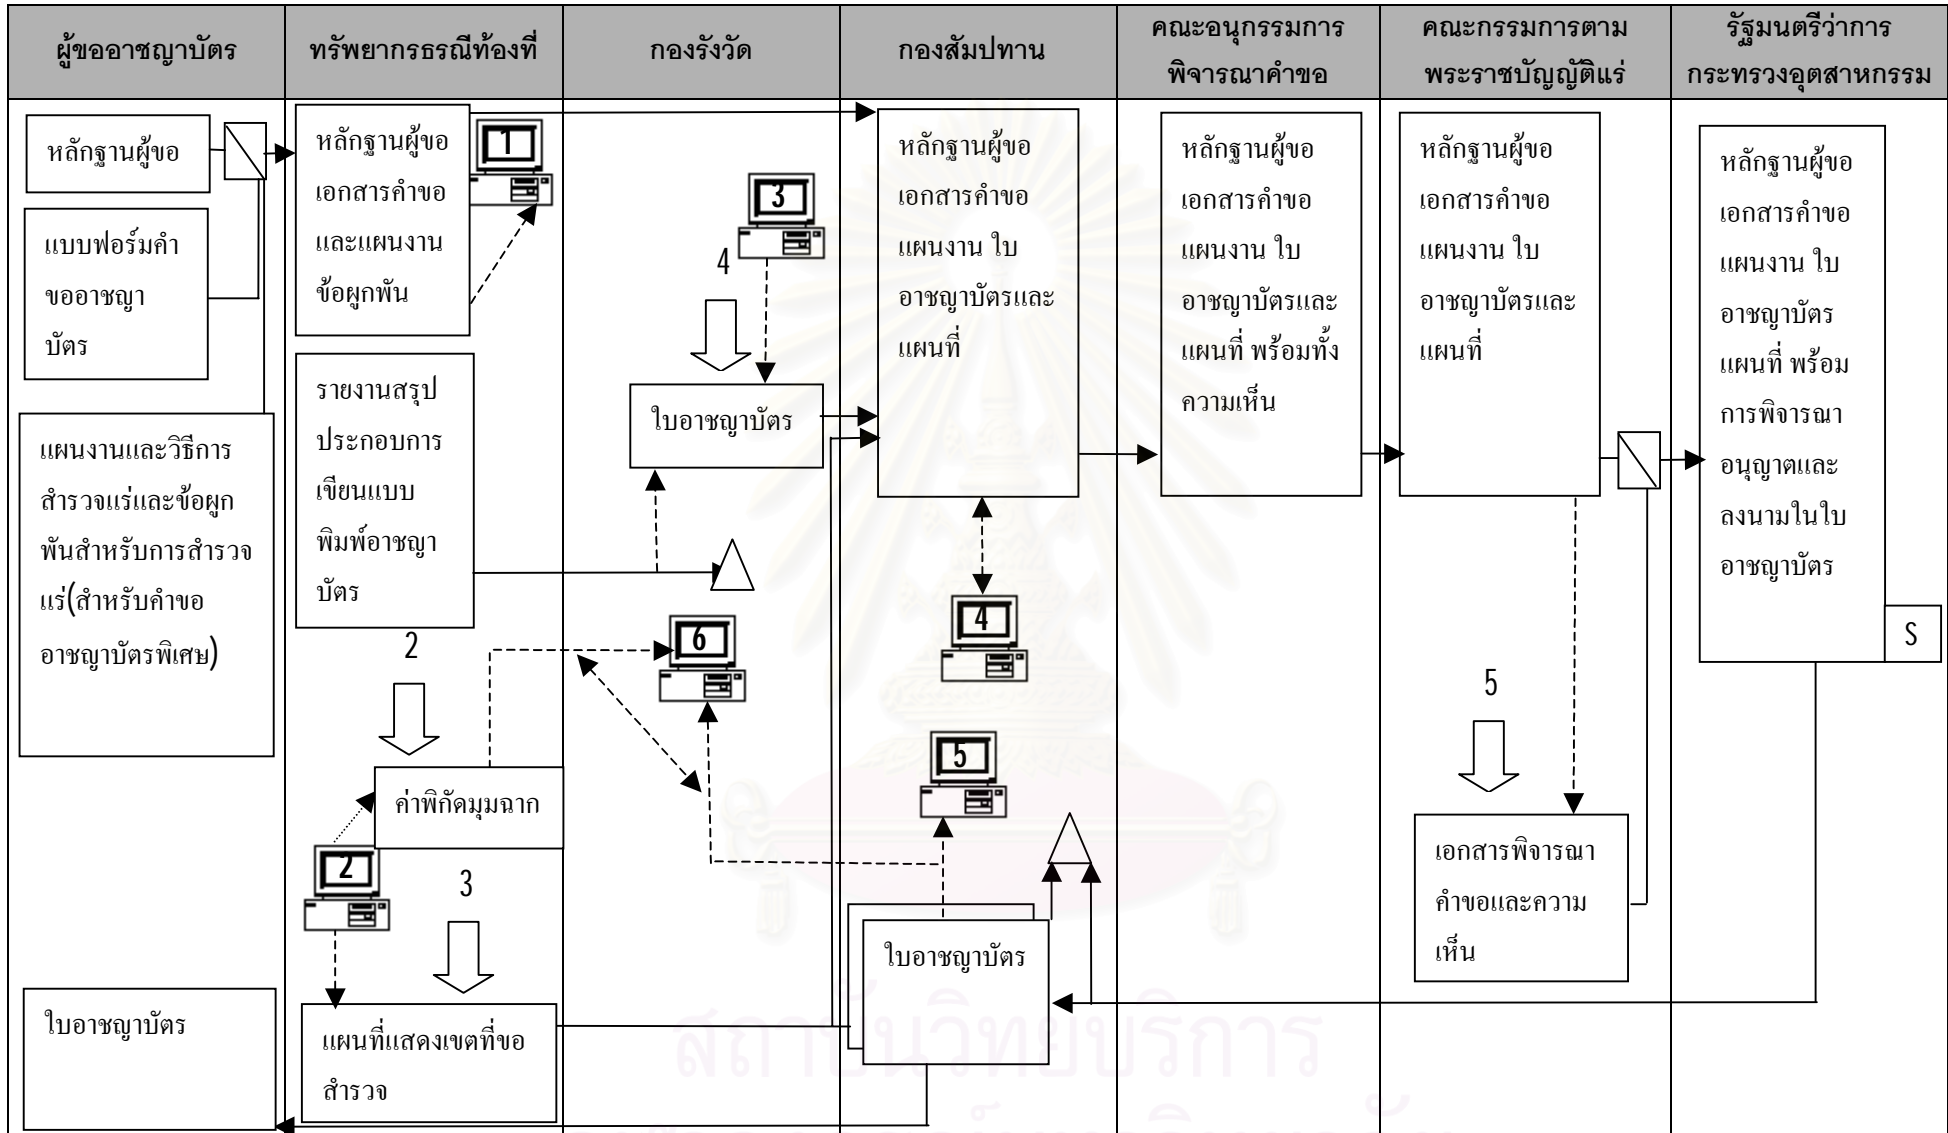 ผู้ขออาชญาบัตร
ทรัพยากรธรณีท้องที่
กองรังวัด
กองสัมปทาน
คณะอนุกรรมการ
พิจารณาคำขอ
คณะกรรมการตาม
พระราชบัญญัติแร่
รัฐมนตรีว่าการ
กระทรวงอุตสาหกรรม
หลักฐานผู้ขอ
แบบฟอร์มคำ
ขออาชญา
บัตร
แผนงานและวิธีการ
สำรวจแร่และข้อผูก
พันสำหรับการสำรวจ
แร่(สำหรับคำขอ
อาชญาบัตรพิเศษ)
ใบอาชญาบัตร
หลักฐานผู้ขอ
เอกสารคำขอ
และแผนงาน
ข้อผูกพัน
1
รายงานสรุป
ประกอบการ
เขียนแบบ
พิมพ์อาชญา
บัตร
2
ค่าพิกัดมุมฉาก
2
3
แผนที่แสดงเขตที่ขอ
สำรวจ
3
4
ใบอาชญาบัตร
6
หลักฐานผู้ขอ
เอกสารคำขอ
แผนงาน ใบ
อาชญาบัตรและ
แผนที่
4
5
ใบอาชญาบัตร
หลักฐานผู้ขอ
เอกสารคำขอ
แผนงาน ใบ
อาชญาบัตรและ
แผนที่ พร้อมทั้ง
ความเห็น
หลักฐานผู้ขอ
เอกสารคำขอ
แผนงาน ใบ
อาชญาบัตรและ
แผนที่
5
เอกสารพิจารณา
คำขอและความ
เห็น
หลักฐานผู้ขอ
เอกสารคำขอ
แผนงาน ใบ
อาชญาบัตร
แผนที่ พร้อม
การพิจารณา
อนุญาตและ
ลงนามในใบ
อาชญาบัตร
S
สถาบันวิทยบริการ